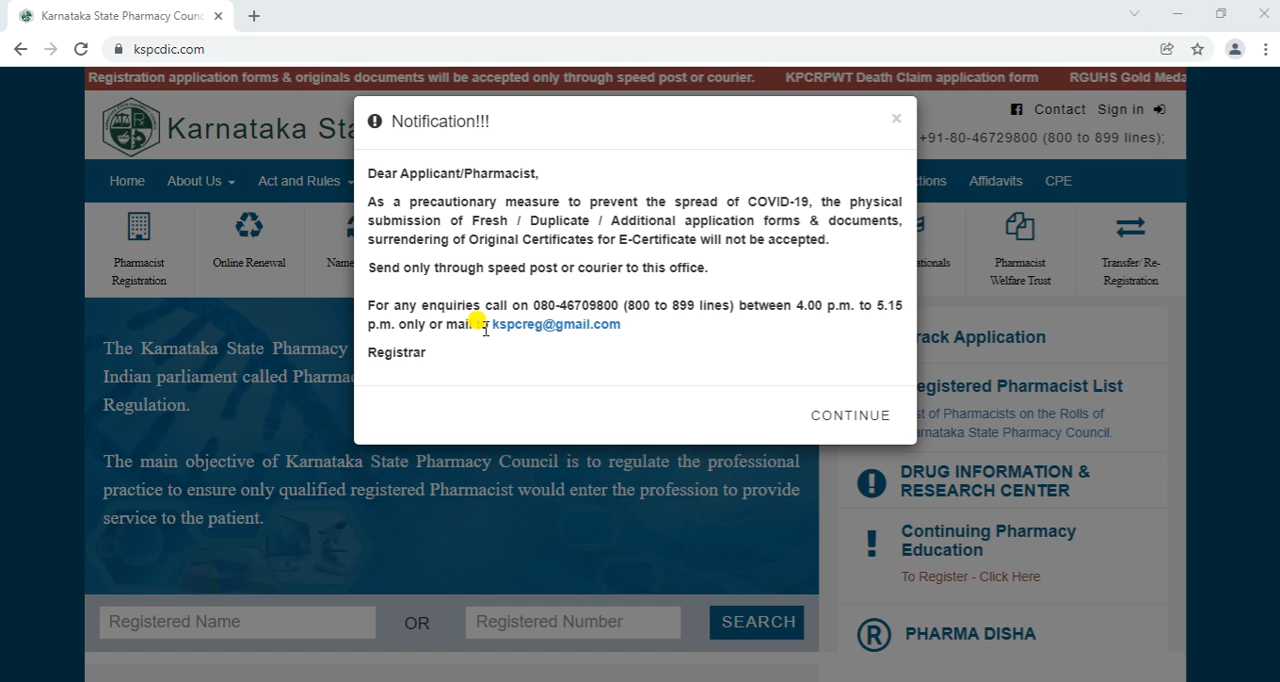 Karnataka State Pharmacy Counc
kspcdic.com
Registration application forms & originals documents will be accepted only through speed post or courier. KPCRPWT Death Claim application form RGUHS Gold Meda
Karnataka Sta
Contact Sign in
+91-80-46729800 (800 to 899 lines);
Home About Us Act and Rules Affidavits CPE
Pharmacist
Registration
Online Renewal
Name
Pharmacist
Welfare Trust
Transfer/ Re-
Registration
Notification!!!
Dear Applicant/Pharmacist,
As a precautionary measure to prevent the spread of COVID-19, the physical
submission of Fresh / Duplicate / Additional application forms & documents,
surrendering of Original Certificates for E-Certificate will not be accepted.
Send only through speed post or courier to this office.
For any enquiries call on 080-46709800 (800 to 899 lines) between 4.00 p.m. to 5.15
p.m. only or mail to kspcreg@gmail.com
Registrar
CONTINUE
The Karnataka State Pharmacy
Indian parliament called Pharmac
Regulation.
The main objective of Karnataka State Pharmacy Council is to regulate the professional
practice to ensure only qualified registered Pharmacist would enter the profession to provide
service to the patient.
Registered Name OR Registered Number SEARCH
rack Application
egistered Pharmacist List
st of Pharmacists on the Rolls of
rnataka State Pharmacy Council.
DRUG INFORMATION &
RESEARCH CENTER
Continuing Pharmacy
Education
To Register - Click Here
PHARMA DISHA